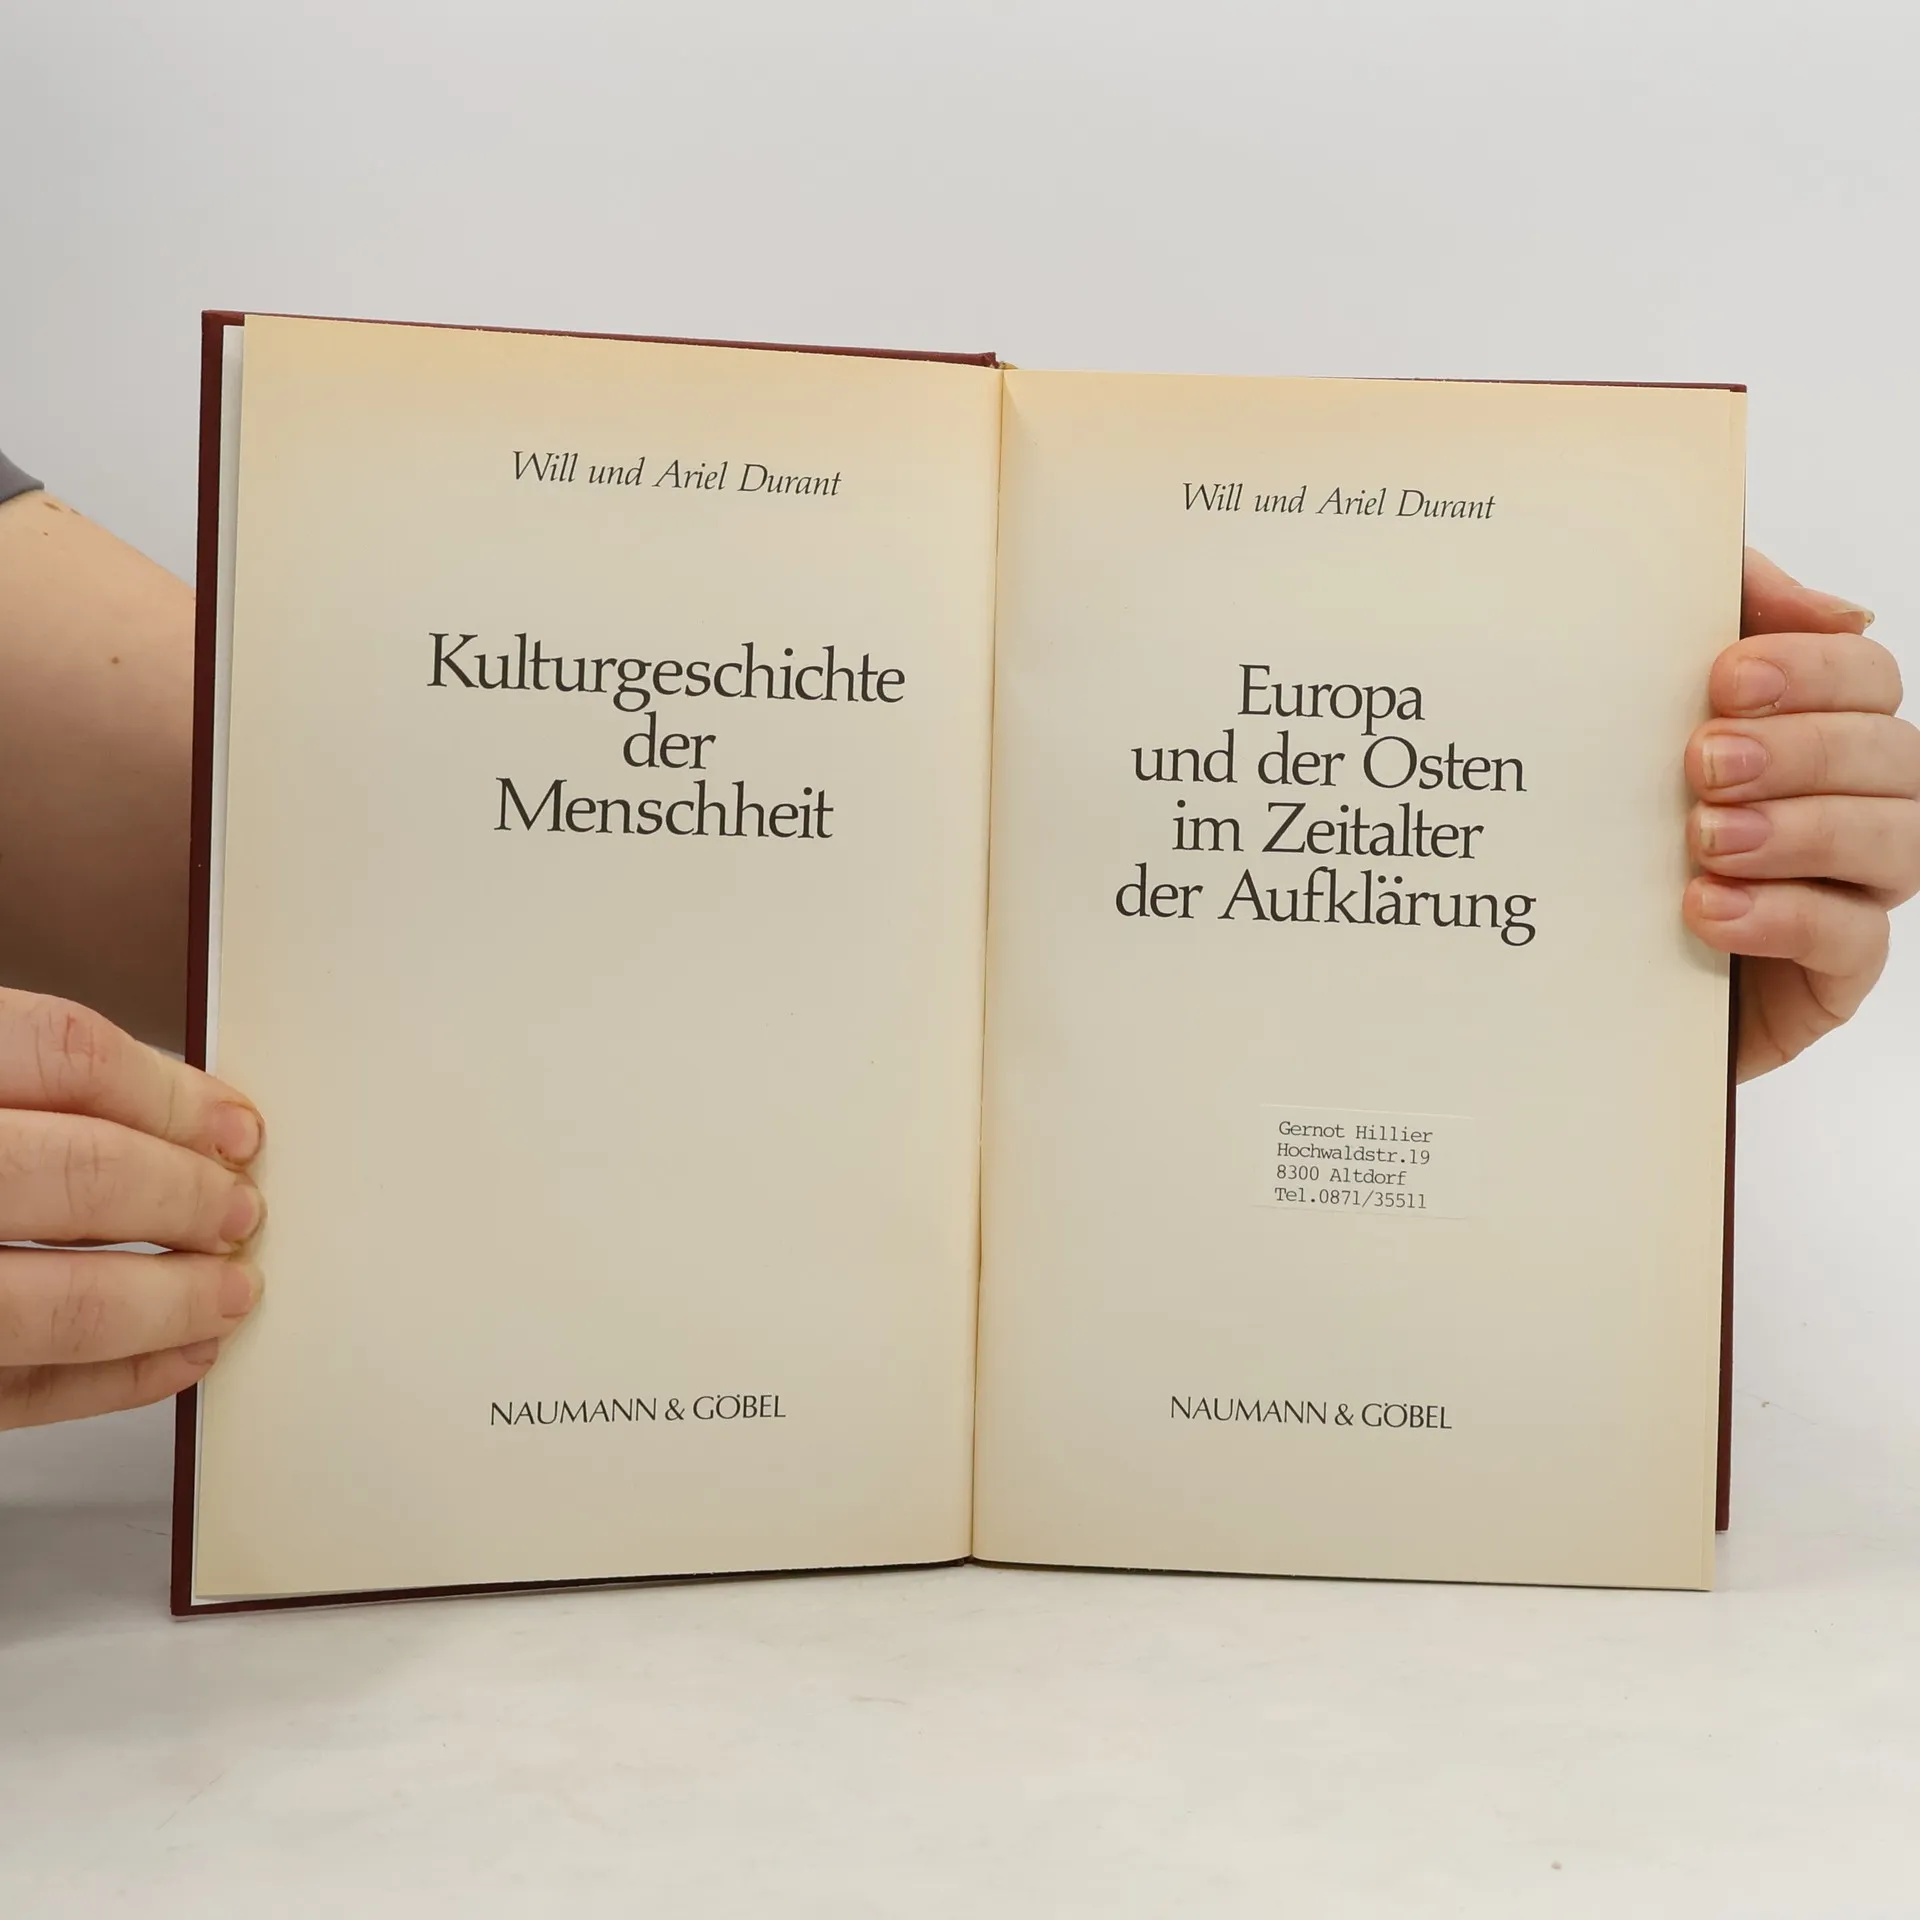 Will und Ariel Durant
Kulturgeschichte
der
Menschheit
NAUMANN & GÖBEL
Will und Ariel Durant
Europa
und der Osten
im Zeitalter
der Aufklärung
Gernot Hillier
Hochwaldstr.19
8300 Altdorf
Tel.0871/35511
NAUMANN & GÖBEL